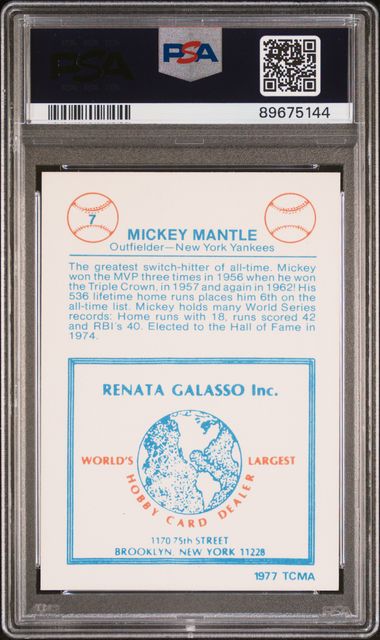 PSA
PSA
89675144
7
MICKEY MANTLE
Outfielder—New York Yankees
The greatest switch-hitter of all-time. Mickey
won the MVP three times in 1956 when he won
the Triple Crown, in 1957 and again in 1962! His
536 lifetime home runs places him 6th on the
all-time list. Mickey holds many World Series
records: Home runs with 18, runs scored 42
and RBI's 40. Elected to the Hall of Fame in
1974.
RENATA GALASSO Inc.
WORLD'S LARGEST
HOBBY CARD DEALER
1170 75th STREET
BROOKLYN, NEW YORK 11228
1977 TCMA